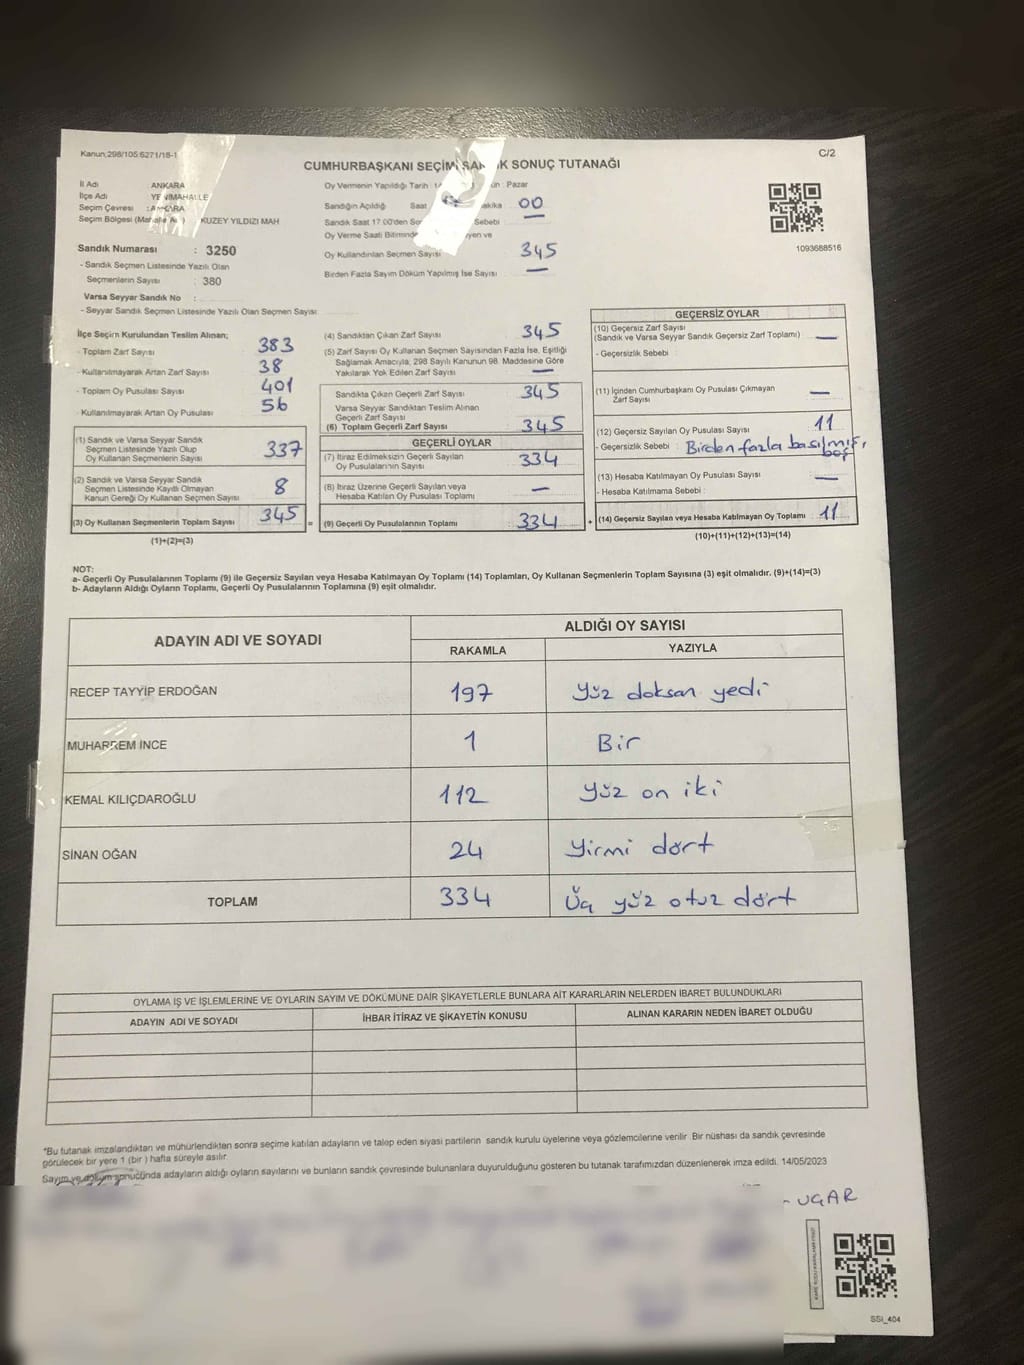 Kanun;298/105 6271/18-1
C/2
CUMHURBAŞKANI SEÇİM SONUÇ TUTANAĞI
İl Adı : ANKARA
İlçe Adı : YENİMAHALLE
Seçim Çevresi : ANKARA
Seçim Bölgesi KUZEY YILDIZI MAH
Oy Vermenin Yapıldığı Tarih Pazar
Sandığın Açıldığı Saat 00
Sandık Saat 17:00'den Sebebi
Oy Verme Saati Bitiminde
Oy Kullandırılan Seçmen Sayısı 345
Birden Fazla Sayım Döküm Yapılmış İse Sayısı —
1093688516
Sandık Numarası : 3250
- Sandık Seçmen Listesinde Yazılı Olan
Seçmenlerin Sayısı : 380
Varsa Seyyar Sandık No :
- Seyyar Sandık Seçmen Listesinde Yazılı Olan Seçmen Sayısı
İlçe Seçim Kurulundan Teslim Alınan;
- Toplam Zarf Sayısı 383
- Kullanılmayarak Artan Zarf Sayısı 38
- Toplam Oy Pusulası Sayısı 401
- Kullanılmayarak Artan Oy Pusulası 56
(1) Sandık ve Varsa Seyyar Sandık
Seçmen Listesinde Yazılı Olup
Oy Kullanan Seçmenlerin Sayısı 337
(2) Sandık ve Varsa Seyyar Sandık
Seçmen Listesinde Kayıtlı Olmayan
Kanun Gereği Oy Kullanan Seçmen Sayısı 8
(3) Oy Kullanan Seçmenlerin Toplam Sayısı 345 =
(1)+(2)=(3)
(4) Sandıktan Çıkan Zarf Sayısı 345
(5) Zarf Sayısı Oy Kullanan Seçmen Sayısından Fazla İse, Eşitliği
Sağlamak Amacıyla, 298 Sayılı Kanunun 98. Maddesine Göre
Yakılarak Yok Edilen Zarf Sayısı —
Sandıkta Çıkan Geçerli Zarf Sayısı 345
Varsa Seyyar Sandıktan Teslim Alınan
Geçerli Zarf Sayısı
(6) Toplam Geçerli Zarf Sayısı 345
GEÇERLİ OYLAR
(7) İtiraz Edilmeksizin Geçerli Sayılan
Oy Pusulalarının Sayısı 334
(8) İtiraz Üzerine Geçerli Sayılan veya
Hesaba Katılan Oy Pusulası Toplamı —
(9) Geçerli Oy Pusulalarının Toplamı 334 +
GEÇERSİZ OYLAR
(10) Geçersiz Zarf Sayısı
(Sandık ve Varsa Seyyar Sandık Geçersiz Zarf Toplamı) —
- Geçersizlik Sebebi :
(11) İçinden Cumhurbaşkanı Oy Pusulası Çıkmayan
Zarf Sayısı —
(12) Geçersiz Sayılan Oy Pusulası Sayısı 11
- Geçersizlik Sebebi : Birden fazla basılmış, boş
(13) Hesaba Katılmayan Oy Pusulası Sayısı —
- Hesaba Katılmama Sebebi :
(14) Geçersiz Sayılan veya Hesaba Katılmayan Oy Toplamı 11
(10)+(11)+(12)+(13)=(14)
NOT:
a- Geçerli Oy Pusulalarının Toplamı (9) ile Geçersiz Sayılan veya Hesaba Katılmayan Oy Toplamı (14) Toplamları, Oy Kullanan Seçmenlerin Toplam Sayısına (3) eşit olmalıdır. (9)+(14)=(3)
b- Adayların Aldığı Oyların Toplamı, Geçerli Oy Pusulalarının Toplamına (9) eşit olmalıdır.
ADAYIN ADI VE SOYADI
ALDIĞI OY SAYISI
RAKAMLA YAZIYLA
RECEP TAYYİP ERDOĞAN 197 Yüz doksan yedi
MUHARREM İNCE 1 Bir
KEMAL KILIÇDAROĞLU 112 Yüz on iki
SİNAN OĞAN 24 Yirmi dört
TOPLAM 334 Üç yüz otuz dört
OYLAMA İŞ VE İŞLEMLERİNE VE OYLARIN SAYIM VE DÖKÜMÜNE DAİR ŞİKAYETLERLE BUNLARA AİT KARARLARIN NELERDEN İBARET BULUNDUKLARI
ADAYIN ADI VE SOYADI İHBAR İTİRAZ VE ŞİKAYETİN KONUSU ALINAN KARARIN NEDEN İBARET OLDUĞU
*Bu tutanak imzalandıktan ve mühürlendikten sonra seçime katılan adayların ve talep eden siyasi partilerin sandık kurulu üyelerine veya gözlemcilerine verilir. Bir nüshası da sandık çevresinde
görülecek bir yere 1 (bir) hafta süreyle asılır.
Sayım ve döküm sonucunda adayların aldığı oyların sayılarını ve bunların sandık çevresinde bulunanlara duyurulduğunu gösteren bu tutanak tarafımızdan düzenlenerek imza edildi. 14/05/2023
UGAR
SSİ_404